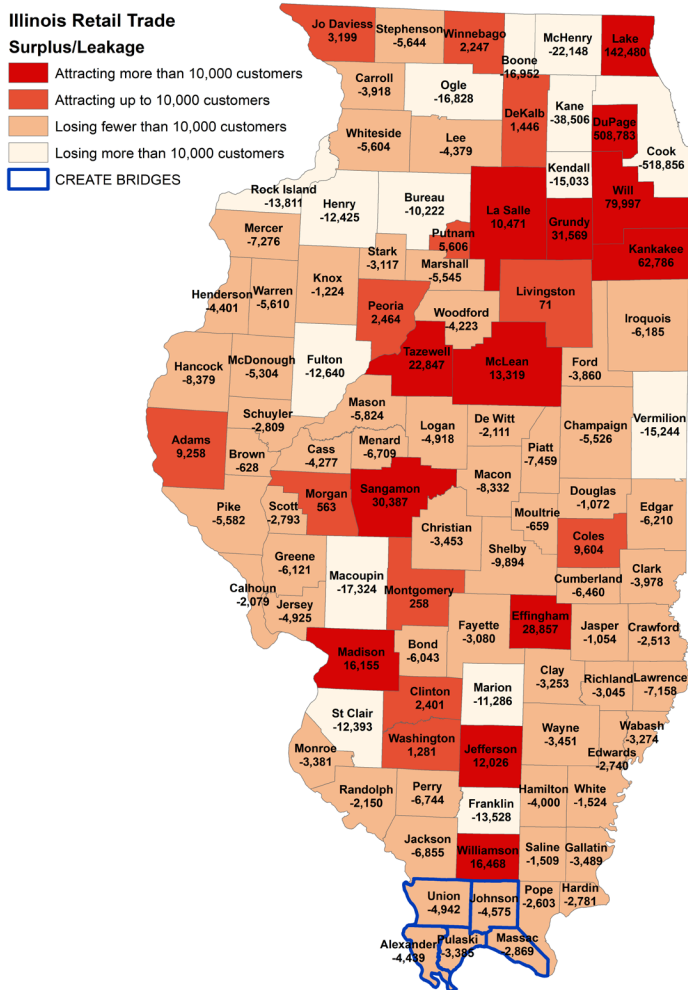 Illinois Retail Trade
Surplus/Leakage
Attracting more than 10,000 customers
Attracting up to 10,000 customers
Losing fewer than 10,000 customers
Losing more than 10,000 customers
CREATE BRIDGES
Jo Daviess
3,199
Stephenson
-5,644
Winnebago
2,247
Boone
-16,952
McHenry
-22,148
Lake
142,480
Carroll
-3,918
Ogle
-16,828
DeKalb
1,446
Kane
-38,506
DuPage
508,783
Cook
-518,856
Whiteside
-5,604
Lee
-4,379
Kendall
-15,033
Will
79,997
Rock Island
-13,811
Henry
-12,425
Bureau
-10,222
La Salle
10,471
Grundy
31,569
Kankakee
62,786
Mercer
-7,276
Stark
-3,117
Putnam
5,606
Marshall
-5,545
Livingston
71
Henderson
-4,401
Warren
-5,610
Knox
-1,224
Peoria
2,464
Woodford
-4,223
Iroquois
-6,185
Hancock
-8,379
McDonough
-5,304
Fulton
-12,640
Tazewell
22,847
McLean
13,319
Ford
-3,860
Vermilion
-15,244
Schuyler
-2,809
Mason
-5,824
Logan
-4,918
De Witt
-2,111
Champaign
-5,526
Adams
9,258
Brown
-628
Cass
-4,277
Menard
-6,709
Piatt
-7,459
Macon
-8,332
Pike
-5,582
Scott
-2,793
Morgan
563
Sangamon
30,387
Christian
-3,453
Moultrie
-659
Douglas
-1,072
Edgar
-6,210
Coles
9,604
Shelby
-9,894
Greene
-6,121
Macoupin
-17,324
Montgomery
258
Cumberland
-6,460
Clark
-3,978
Calhoun
-2,079
Jersey
-4,925
Fayette
-3,080
Effingham
28,857
Jasper
-1,054
Crawford
-2,513
Madison
16,155
Bond
-6,043
Clay
-3,253
Richland
-3,045
Lawrence
-7,158
Clinton
2,401
Marion
-11,286
St Clair
-12,393
Washington
1,281
Jefferson
12,026
Wayne
-3,451
Edwards
-2,740
Wabash
-3,274
Monroe
-3,381
Randolph
-2,150
Perry
-6,744
Franklin
-13,528
Hamilton
-4,000
White
-1,524
Jackson
-6,855
Williamson
16,468
Saline
-1,509
Gallatin
-3,489
Union
-4,942
Johnson
-4,575
Pope
-2,603
Hardin
-2,781
Alexander
-4,439
Pulaski
-3,385
Massac
-2,869